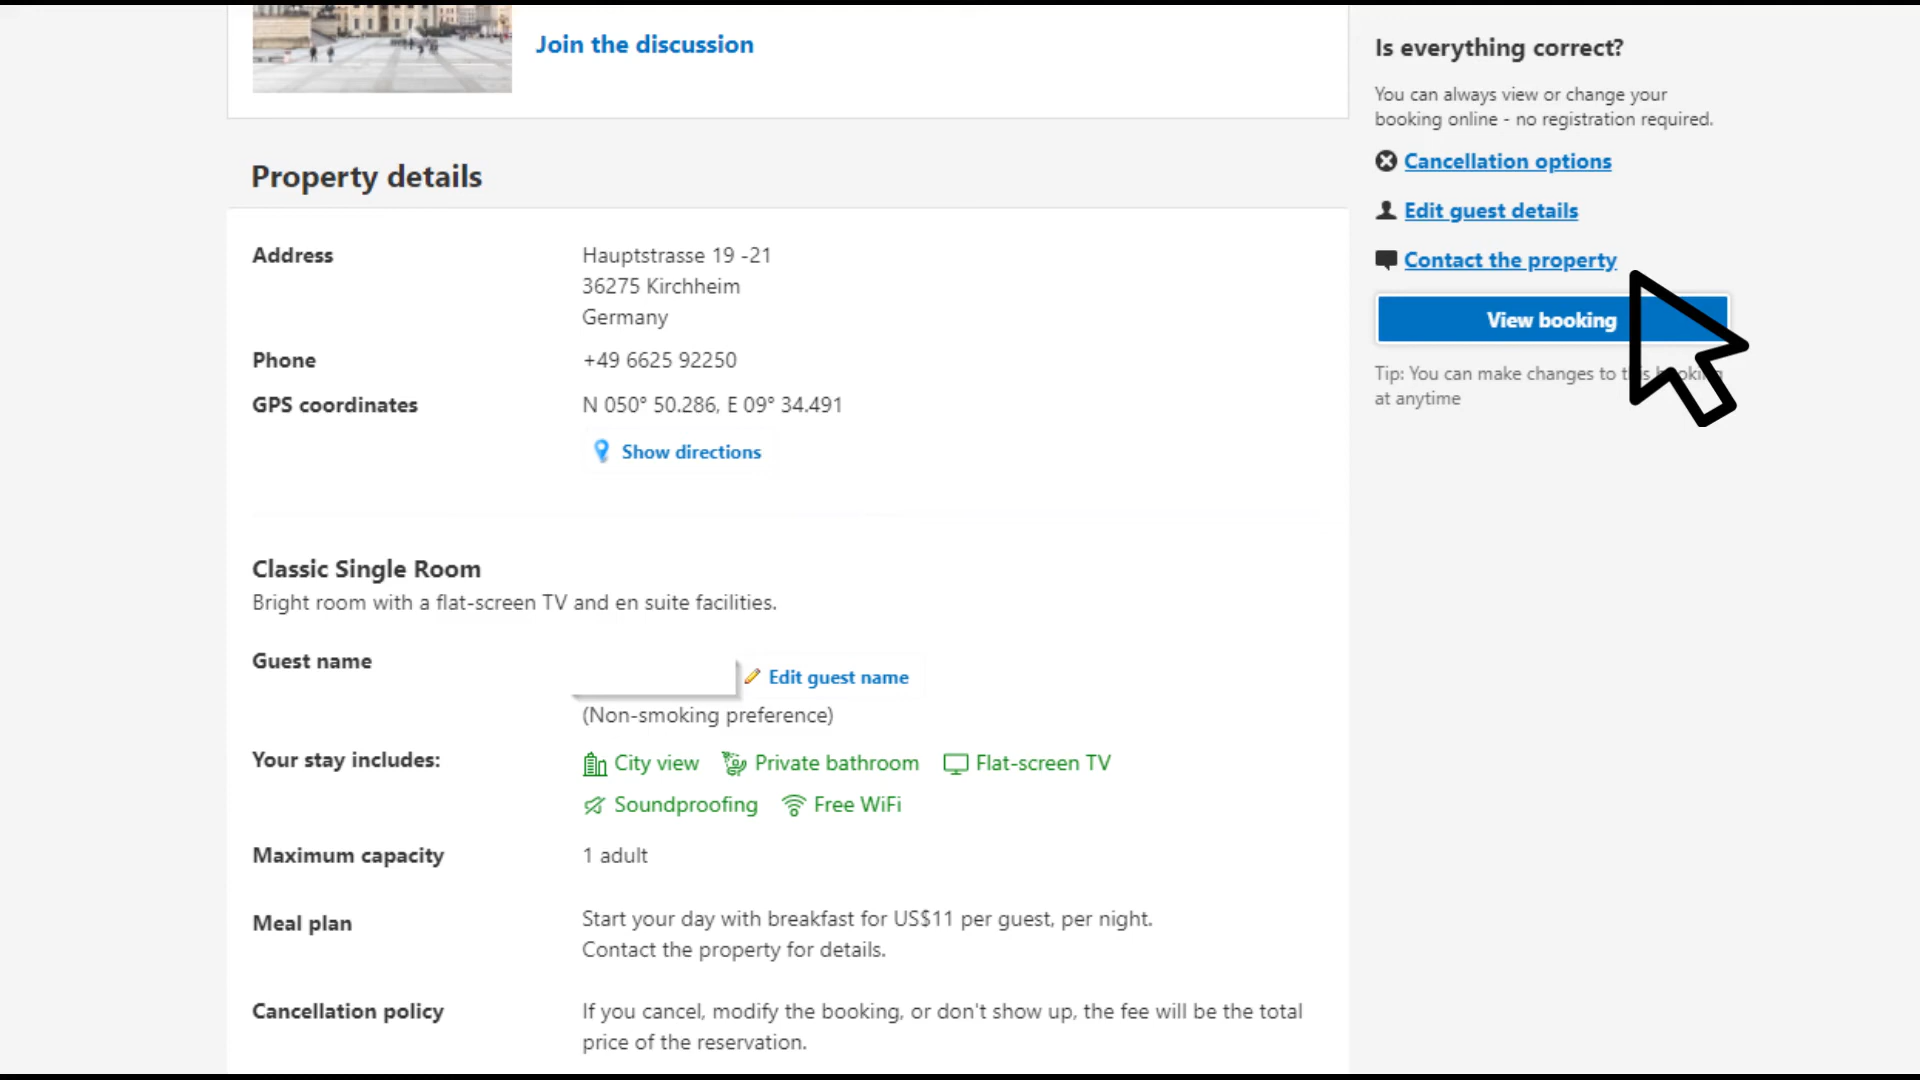 Join the discussion
Property details
Address
Hauptstrasse 19 -21
36275 Kirchheim
Germany
Phone
+49 6625 92250
GPS coordinates
N 050° 50.286, E 09° 34.491
Show directions
Classic Single Room
Bright room with a flat-screen TV and en suite facilities.
Guest name
Edit guest name
(Non-smoking preference)
Your stay includes:
City view Private bathroom Flat-screen TV
Soundproofing Free WiFi
Maximum capacity
1 adult
Meal plan
Start your day with breakfast for US$11 per guest, per night.
Contact the property for details.
Cancellation policy
If you cancel, modify the booking, or don't show up, the fee will be the total
price of the reservation.
Is everything correct?
You can always view or change your
booking online - no registration required.
Cancellation options
Edit guest details
Contact the property
View booking
Tip: You can make changes to this booking
at anytime